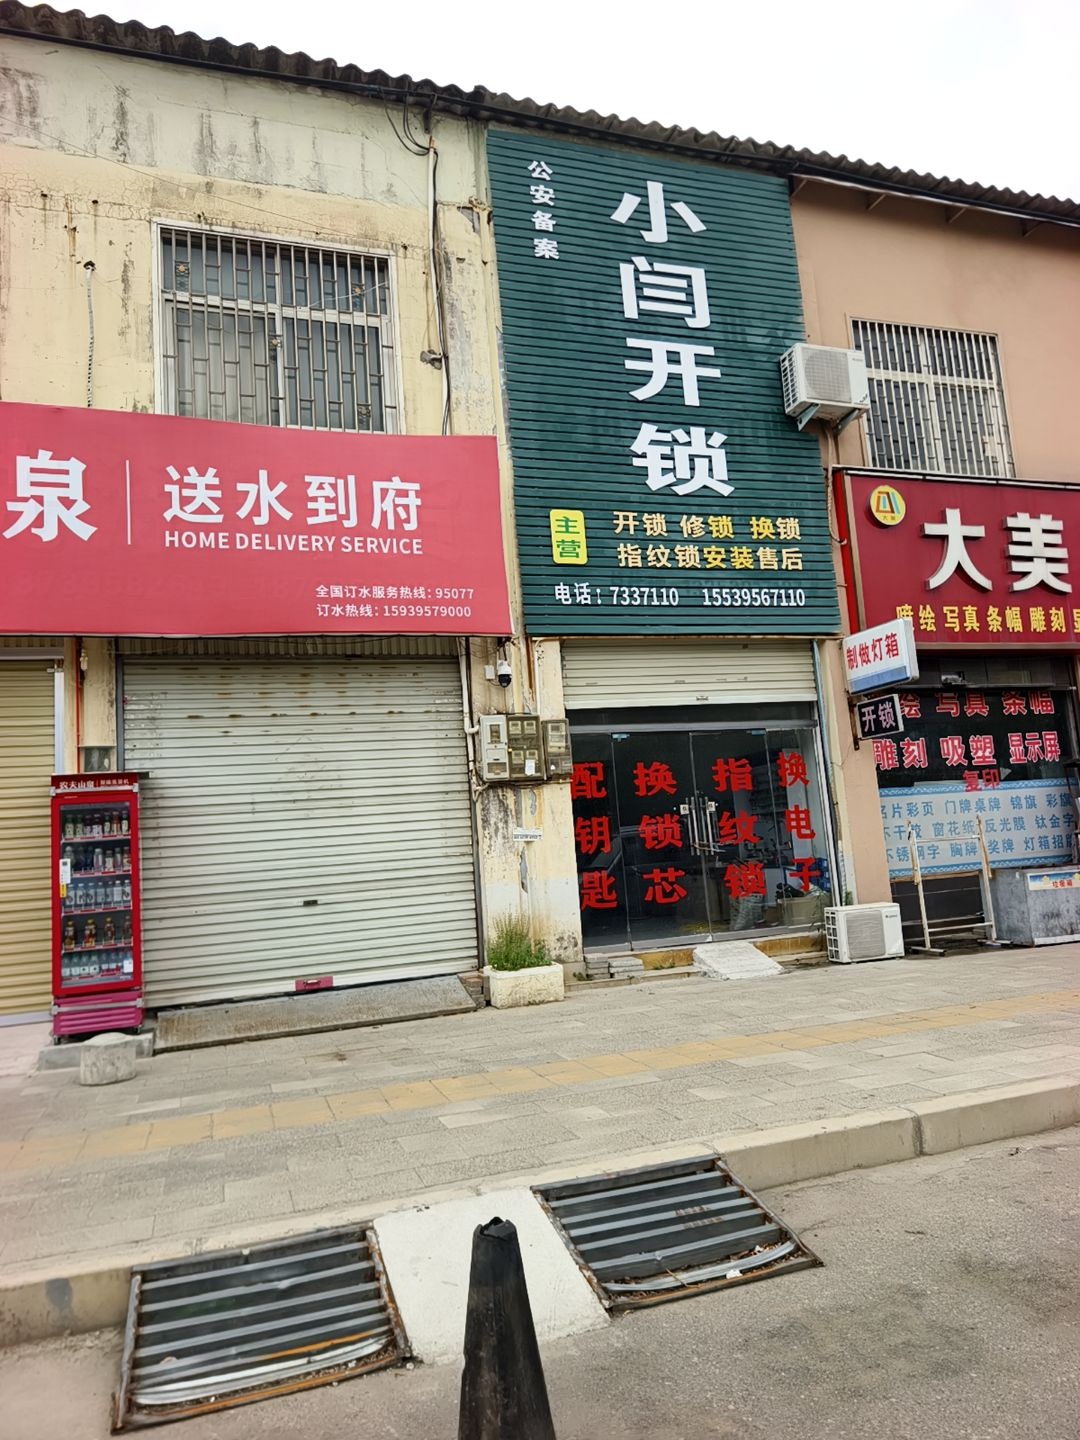 泉
送水到府
HOME DELIVERY SERVICE
全国订水服务热线：95077
订水热线：15939579000
农夫山泉
公安备案
小闫开锁
主营
开锁 修锁 换锁
指纹锁安装售后
电话：7337110 15539567110
配钥匙
换锁芯
指纹锁
换电子
大美
喷绘 写真 条幅 雕刻
制做灯箱
开锁
绘 写真 条幅
雕刻 吸塑 显示屏
复印
名片彩页 门牌桌牌 锦旗 彩旗
不干胶 窗花纸 反光膜 钛金字
不锈钢字 胸牌 奖牌 灯箱招牌